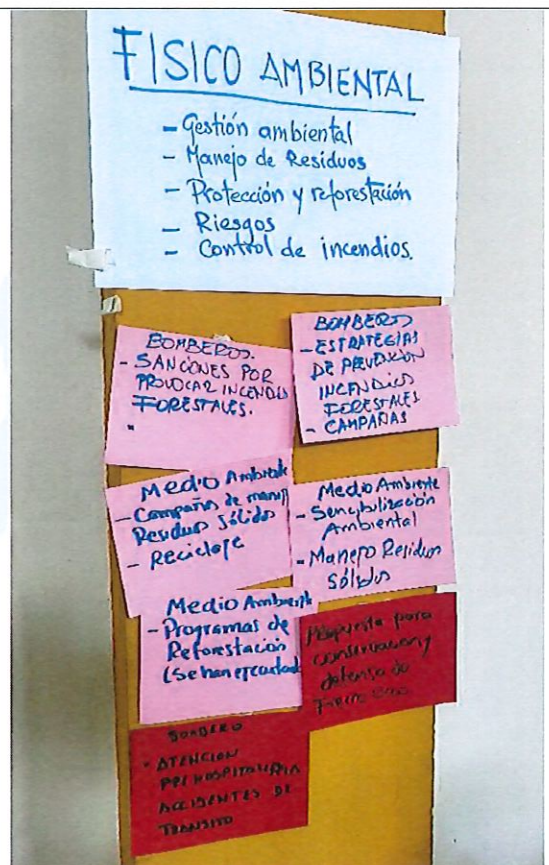 FISICO AMBIENTAL
- Gestión ambiental
- Manejo de Residuos
- Protección y reforestación
- Riesgos
- Control de incendios.
BOMBEROS.
- SANCIONES POR
PROVOCAR INCENDIOS
FORESTALES.
BOMBEROS
- ESTRATEGIAS
DE PREVENCION
INCENDIOS
FORESTALES
- CAMPAÑAS
Medio Ambiente
- Campaña de manejo
Residuos Sólidos
- Reciclaje
Medio Ambiente
- Sencibilización
Ambiental
- Manejo Residuos
Sólidos
Medio Ambiente
- Programas de
Reforestación
(Se han ejecutado
Propuesta para
conservación y
defensa de
BOMBERO
- ATENCION
PREHOSPITALARIA
ACCIDENTES DE
TRANSITO